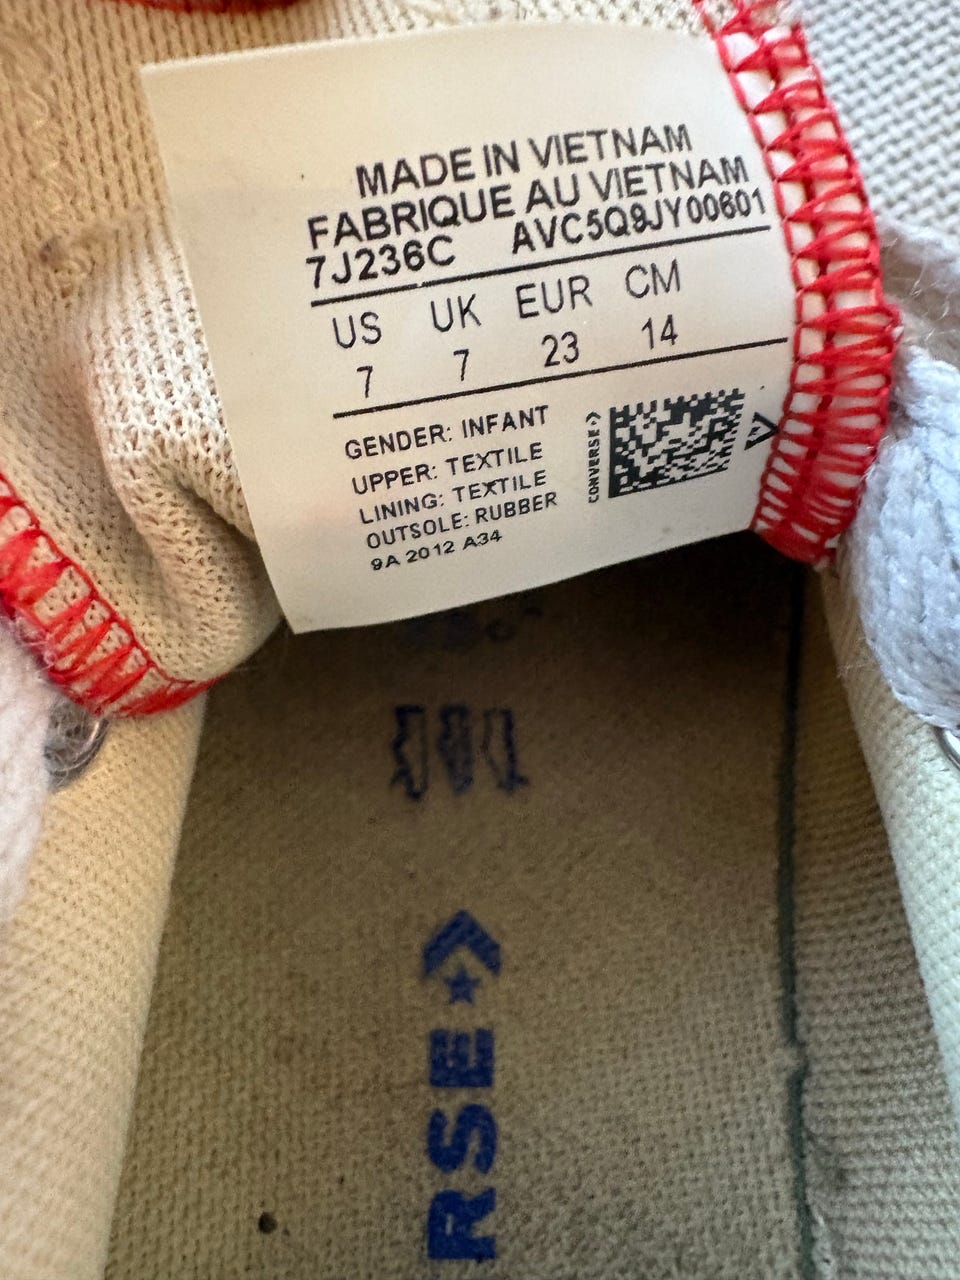 MADE IN VIETNAM
FABRIQUE AU VIETNAM
7J236C AVC5Q9JY00601
US UK EUR CM
7 7 23 14
GENDER: INFANT
UPPER: TEXTILE
LINING: TEXTILE
OUTSOLE: RUBBER
9A 2012 A34
CONVERSE
RSE